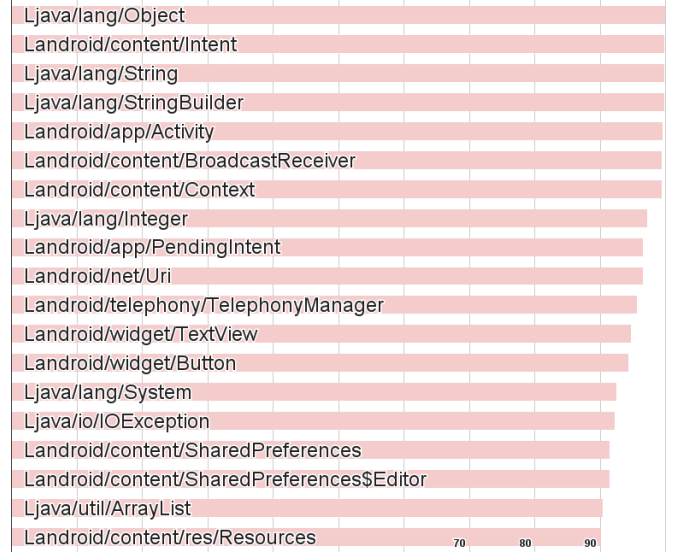 Ljava/lang/Object
Landroid/content/Intent
Ljava/lang/String
Ljava/lang/StringBuilder
Landroid/app/Activity
Landroid/content/BroadcastReceiver
Landroid/content/Context
Ljava/lang/Integer
Landroid/app/PendingIntent
Landroid/net/Uri
Landroid/telephony/TelephonyManager
Landroid/widget/TextView
Landroid/widget/Button
Ljava/lang/System
Ljava/io/IOException
Landroid/content/SharedPreferences
Landroid/content/SharedPreferences$Editor
Ljava/util/ArrayList
Landroid/content/res/Resources
70 80 90